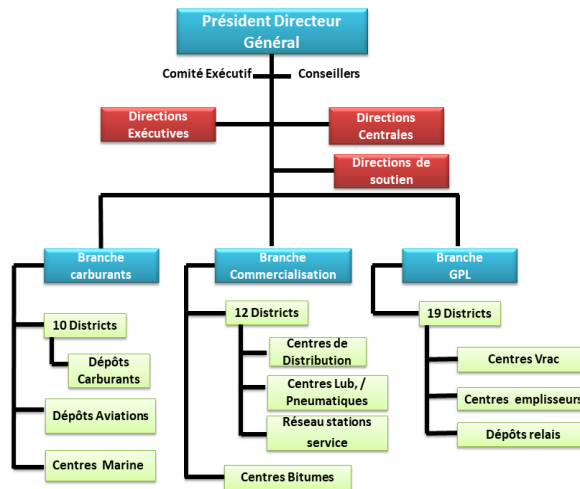 Président Directeur
Général
Comité Exécutif
Conseillers
Directions
Exécutives
Directions
Centrales
Directions de
soutien
Branche
carburants
10 Districts
Dépôts
Carburants
Dépôts Aviations
Centres Marine
Branche
Commercialisation
12 Districts
Centres de
Distribution
Centres Lub, /
Pneumatiques
Réseau stations
service
Centres Bitumes
Branche
GPL
19 Districts
Centres Vrac
Centres emplisseurs
Dépôts relais